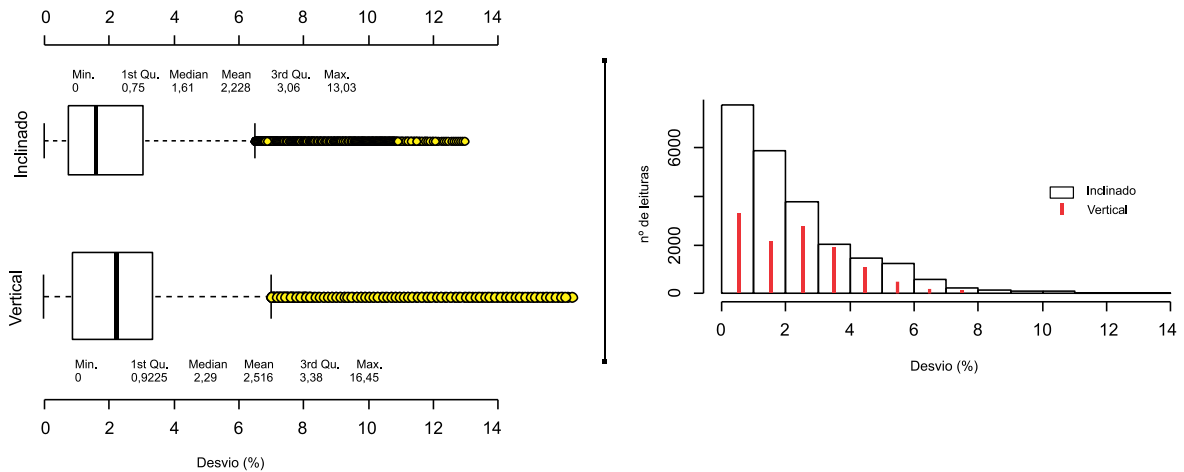 0 2 4 6 8 10 12 14
Min. 1st Qu. Median Mean 3rd Qu. Max.
0 0,75 1,61 2,228 3,06 13,03
Inclinado
Vertical
Min. 1st Qu. Median Mean 3rd Qu. Max.
0 0,9225 2,29 2,516 3,38 16,45
0 2 4 6 8 10 12 14
Desvio (%)
nº de leituras
6000
2000
0
Inclinado
Vertical
0 2 4 6 8 10 14
Desvio (%)